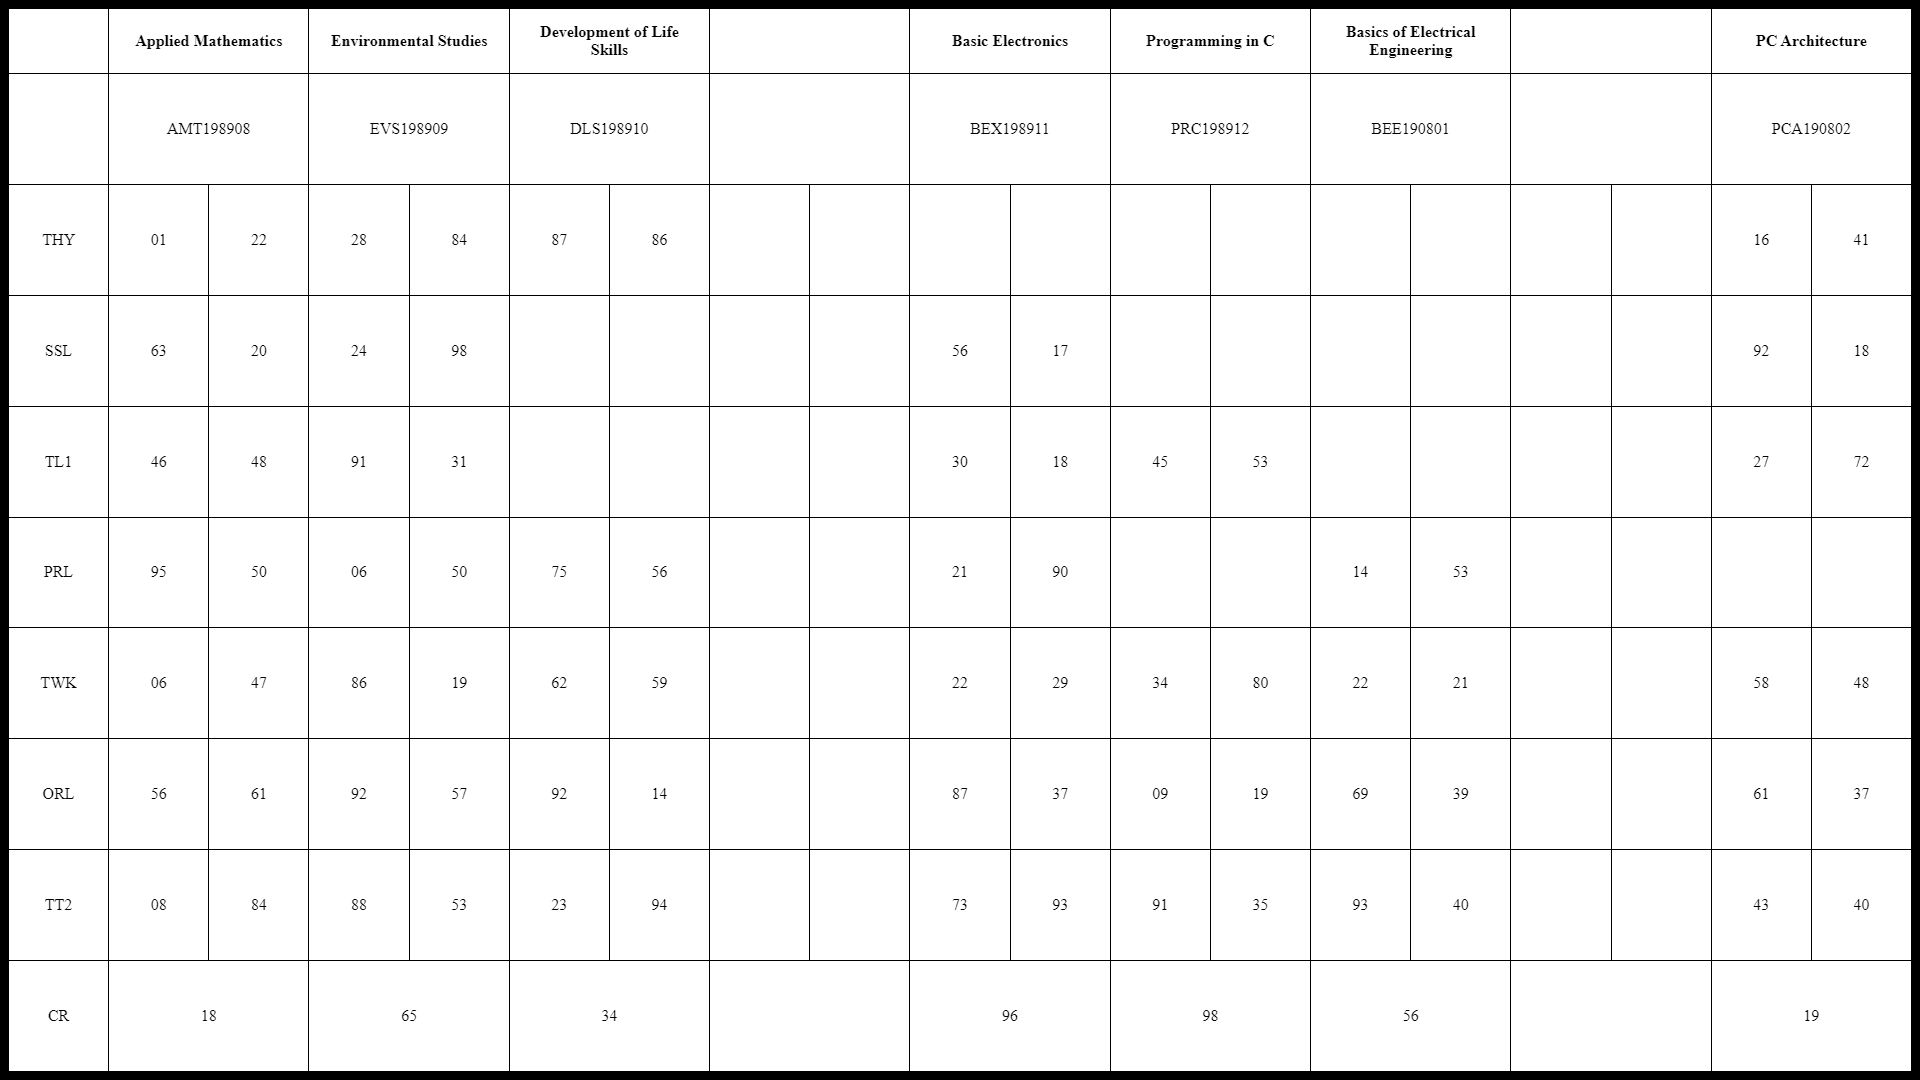 Applied Mathematics Environmental Studies Development of Life Skills Basic Electronics Programming in C Basics of Electrical Engineering PC Architecture
AMT198908 EVS198909 DLS198910 BEX198911 PRC198912 BEE190801 PCA190802
THY 01 22 28 84 87 86 16 41
SSL 63 20 24 98 56 17 92 18
TL1 46 48 91 31 30 18 45 53 27 72
PRL 95 50 06 50 75 56 21 90 14 53
TWK 06 47 86 19 62 59 22 29 34 80 22 21 58 48
ORL 56 61 92 57 92 14 87 37 09 19 69 39 61 37
TT2 08 84 88 53 23 94 73 93 91 35 93 40 43 40
CR 18 65 34 96 98 56 19